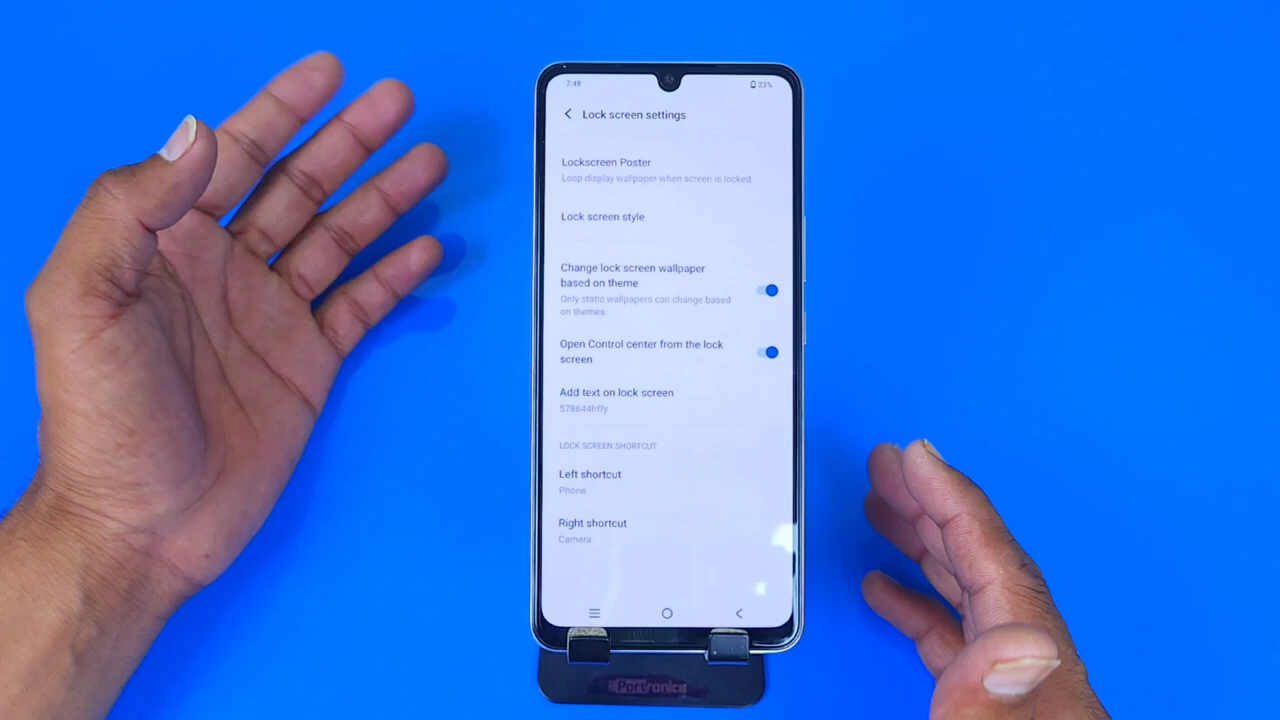 7:48
23%
Lock screen settings
Lockscreen Poster
Loop display wallpaper when screen is locked
Lock screen style
Change lock screen wallpaper
based on theme
Only static wallpapers can change based
on themes
Open Control center from the lock
screen
Add text on lock screen
578644hffy
LOCK SCREEN SHORTCUT
Left shortcut
Phone
Right shortcut
Camera
Portronics